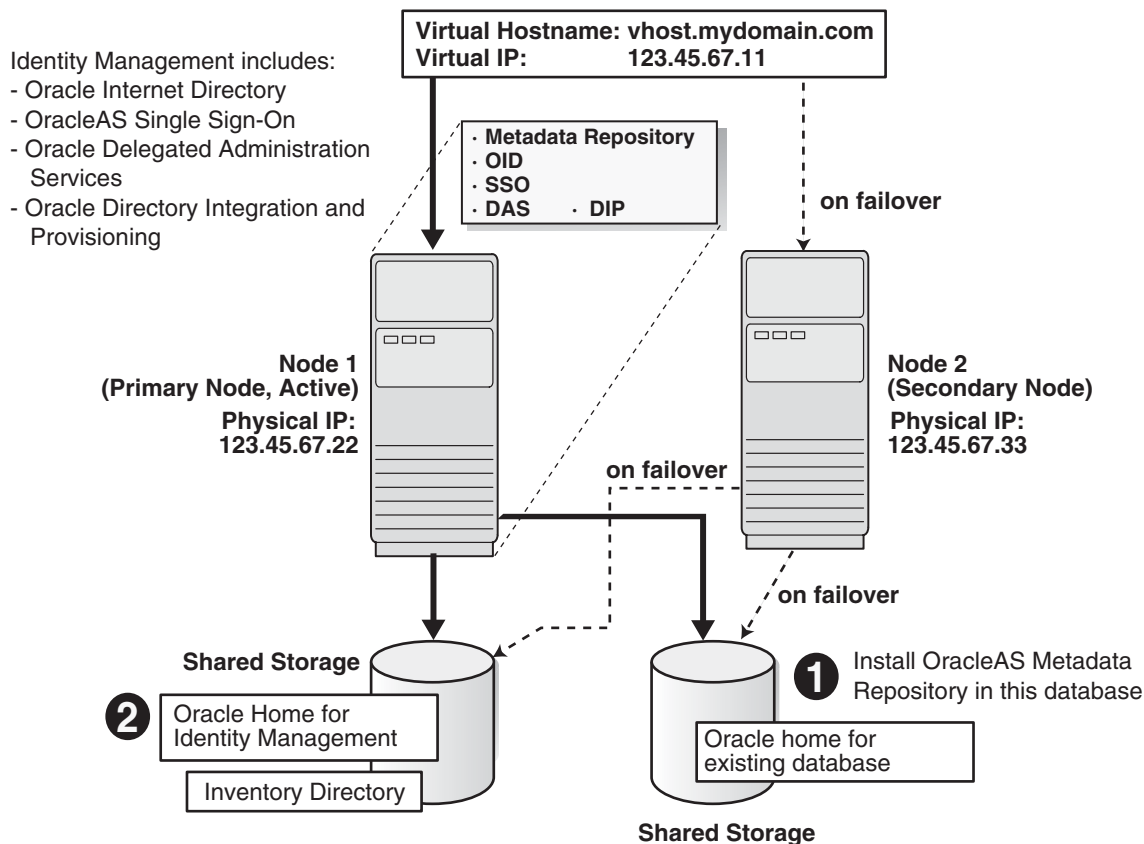 Virtual Hostname: vhost.mydomain.com
Virtual IP: 123.45.67.11
Identity Management includes:
- Oracle Internet Directory
- OracleAS Single Sign-On
- Oracle Delegated Administration
Services
- Oracle Directory Integration and
Provisioning
· Metadata Repository
· OID
· SSO
· DAS · DIP
on failover
Node 1
(Primary Node, Active)
Physical IP:
123.45.67.22
Node 2
(Secondary Node)
Physical IP:
123.45.67.33
on failover
on failover
Shared Storage
2
Oracle Home for
Identity Management
Inventory Directory
1
Install OracleAS Metadata
Repository in this database
Oracle home for
existing database
Shared Storage